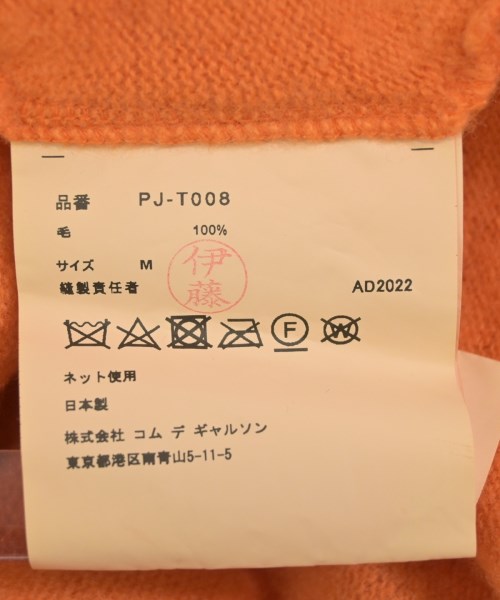 品番 PJ-T008
毛 100%
サイズ M
伊藤
縫製責任者 AD2022
F W
ネット使用
日本製
株式会社 コム デ ギャルソン
東京都港区南青山5-11-5